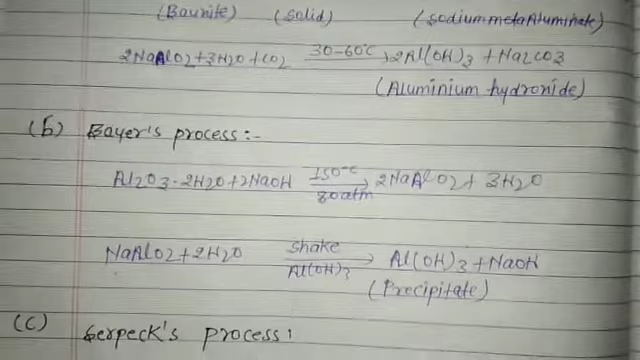 (Bauxite) (solid) (sodium metaAluminate)
2NaAlO2+3H2O+CO2 30-60°C → 2Al(OH)3 + Na2CO3
(Aluminium hydroxide)
(b) Bayer's process:-
Al2O3·2H2O+2NaOH 150°C → 80atm 2NaAlO2+3H2O
NaAlO2+2H2O shake → Al(OH)3 Al(OH)3+NaOH
(Precipitate)
(c) Serpeck's process: